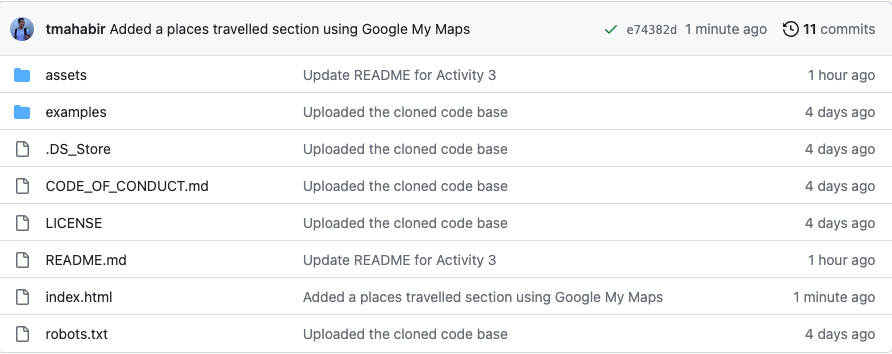 tmahabir Added a places travelled section using Google My Maps e74382d 1 minute ago 11 commits
assets Update README for Activity 3 1 hour ago
examples Uploaded the cloned code base 4 days ago
.DS_Store Uploaded the cloned code base 4 days ago
CODE_OF_CONDUCT.md Uploaded the cloned code base 4 days ago
LICENSE Uploaded the cloned code base 4 days ago
README.md Update README for Activity 3 1 hour ago
index.html Added a places travelled section using Google My Maps 1 minute ago
robots.txt Uploaded the cloned code base 4 days ago